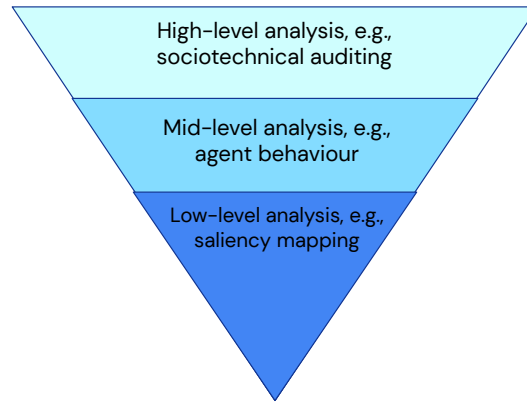 High-level analysis, e.g.,
sociotechnical auditing
Mid-level analysis, e.g.,
agent behaviour
Low-level analysis, e.g.,
saliency mapping